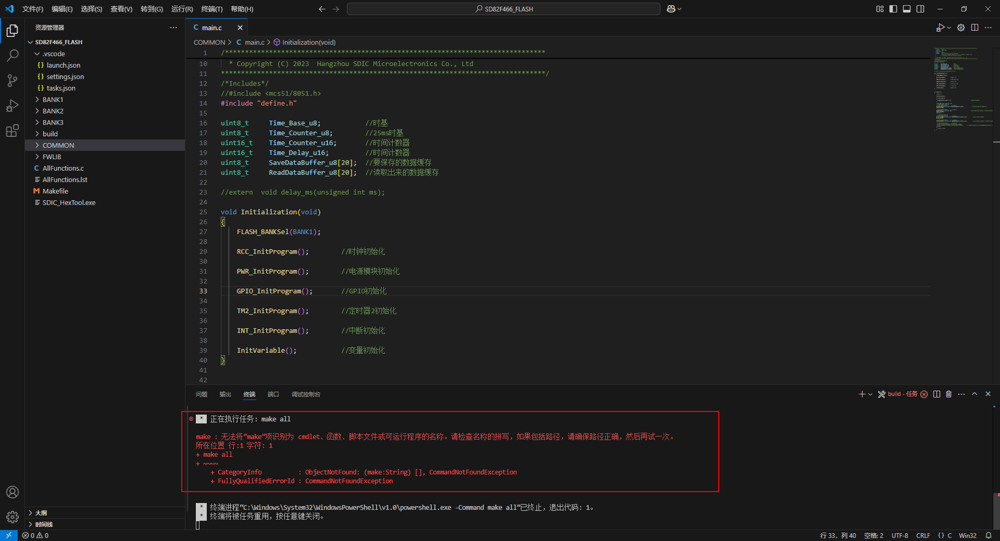 文件(F) 编辑(E) 选择(S) 查看(V) 转到(G) 运行(R) 终端(T) 帮助(H)
SD82F466_FLASH
资源管理器
SD82F466_FLASH
.vscode
launch.json
settings.json
tasks.json
BANK1
BANK2
BANK3
build
COMMON
FWLIB
AllFunctions.c
AllFunctions.lst
Makefile
SDIC_HexTool.exe
大纲
时间线
main.c
COMMON > C main.c > Initialization(void)
1 /********************************************************************************
10 * Copyright (C) 2023  Hangzhou SDIC Microelectronics Co., Ltd
11 *********************************************************************************/
12 /*Includes*/
13 //#include <mcs51/8051.h>
14 #include "define.h"
15
16 uint8_t     Time_Base_u8;           //时基
17 uint8_t     Time_Counter_u8;        //25ms时基
18 uint16_t    Time_Counter_u16;       //时间计数器
19 uint16_t    Time_Delay_u16;         //时间计数器
20 uint8_t     SaveDataBuffer_u8[20];  //要保存的数据缓存
21 uint8_t     ReadDataBuffer_u8[20];  //读取出来的数据缓存
22
23 //extern  void delay_ms(unsigned int ms);
24
25 void Initialization(void)
26 {
27     FLASH_BANKSel(BANK1);
28
29     RCC_InitProgram();        //时钟初始化
30
31     PWR_InitProgram();        //电源模块初始化
32
33     GPIO_InitProgram();       //GPIO初始化
34
35     TM2_InitProgram();        //定时器2初始化
36
37     INT_InitProgram();        //中断初始化
38
39     InitVariable();           //变量初始化
40 }
41
42
问题 输出 终端 端口 调试控制台
bulid - 任务
* 正在执行任务: make all
make : 无法将“make”项识别为 cmdlet、函数、脚本文件或可运行程序的名称。请检查名称的拼写，如果包括路径，请确保路径正确，然后再试一次。
所在位置 行:1 字符: 1
+ make all
+ ~~~~
    + CategoryInfo          : ObjectNotFound: (make:String) [], CommandNotFoundException
    + FullyQualifiedErrorId : CommandNotFoundException
* 终端进程“C:\Windows\System32\WindowsPowerShell\v1.0\powershell.exe -Command make all”已终止，退出代码: 1。
* 终端将被任务重用，按任意键关闭。
0 0
行 33，列 40 空格: 2 UTF-8 CRLF {} C Win32